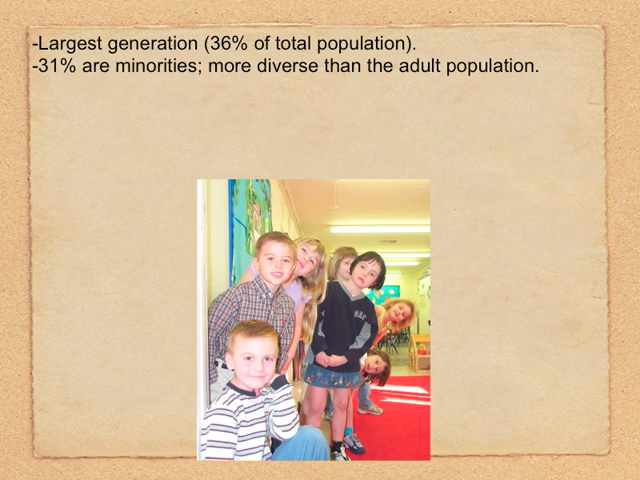 -Largest generation (36% of total population).
-31% are minorities; more diverse than the adult population.